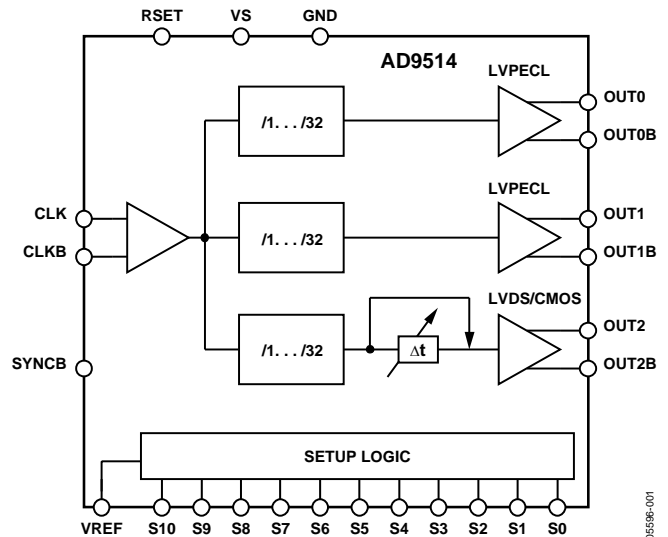 RSET VS GND
AD9514
LVPECL
/1. . . /32
OUT0
OUT0B
LVPECL
CLK
/1. . . /32
OUT1
CLKB
OUT1B
LVDS/CMOS
OUT2
SYNCB
/1. . . /32
Δt
OUT2B
SETUP LOGIC
VREF S10 S9 S8 S7 S6 S5 S4 S3 S2 S1 S0
05596-001